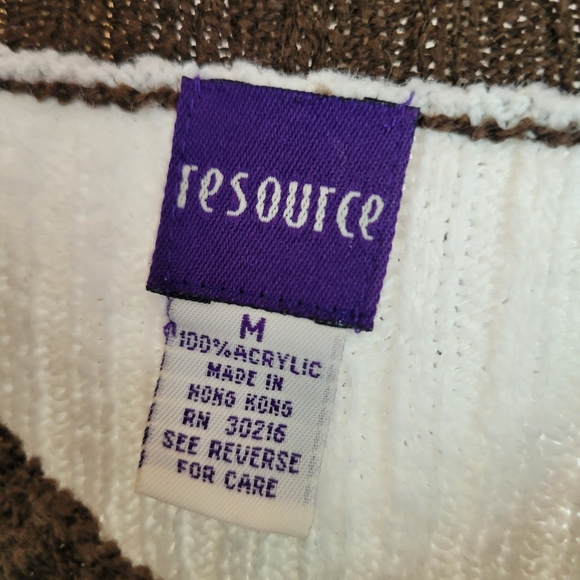 resource
M
100% ACRYLIC
MADE IN
HONG KONG
RN 30216
SEE REVERSE
FOR CARE